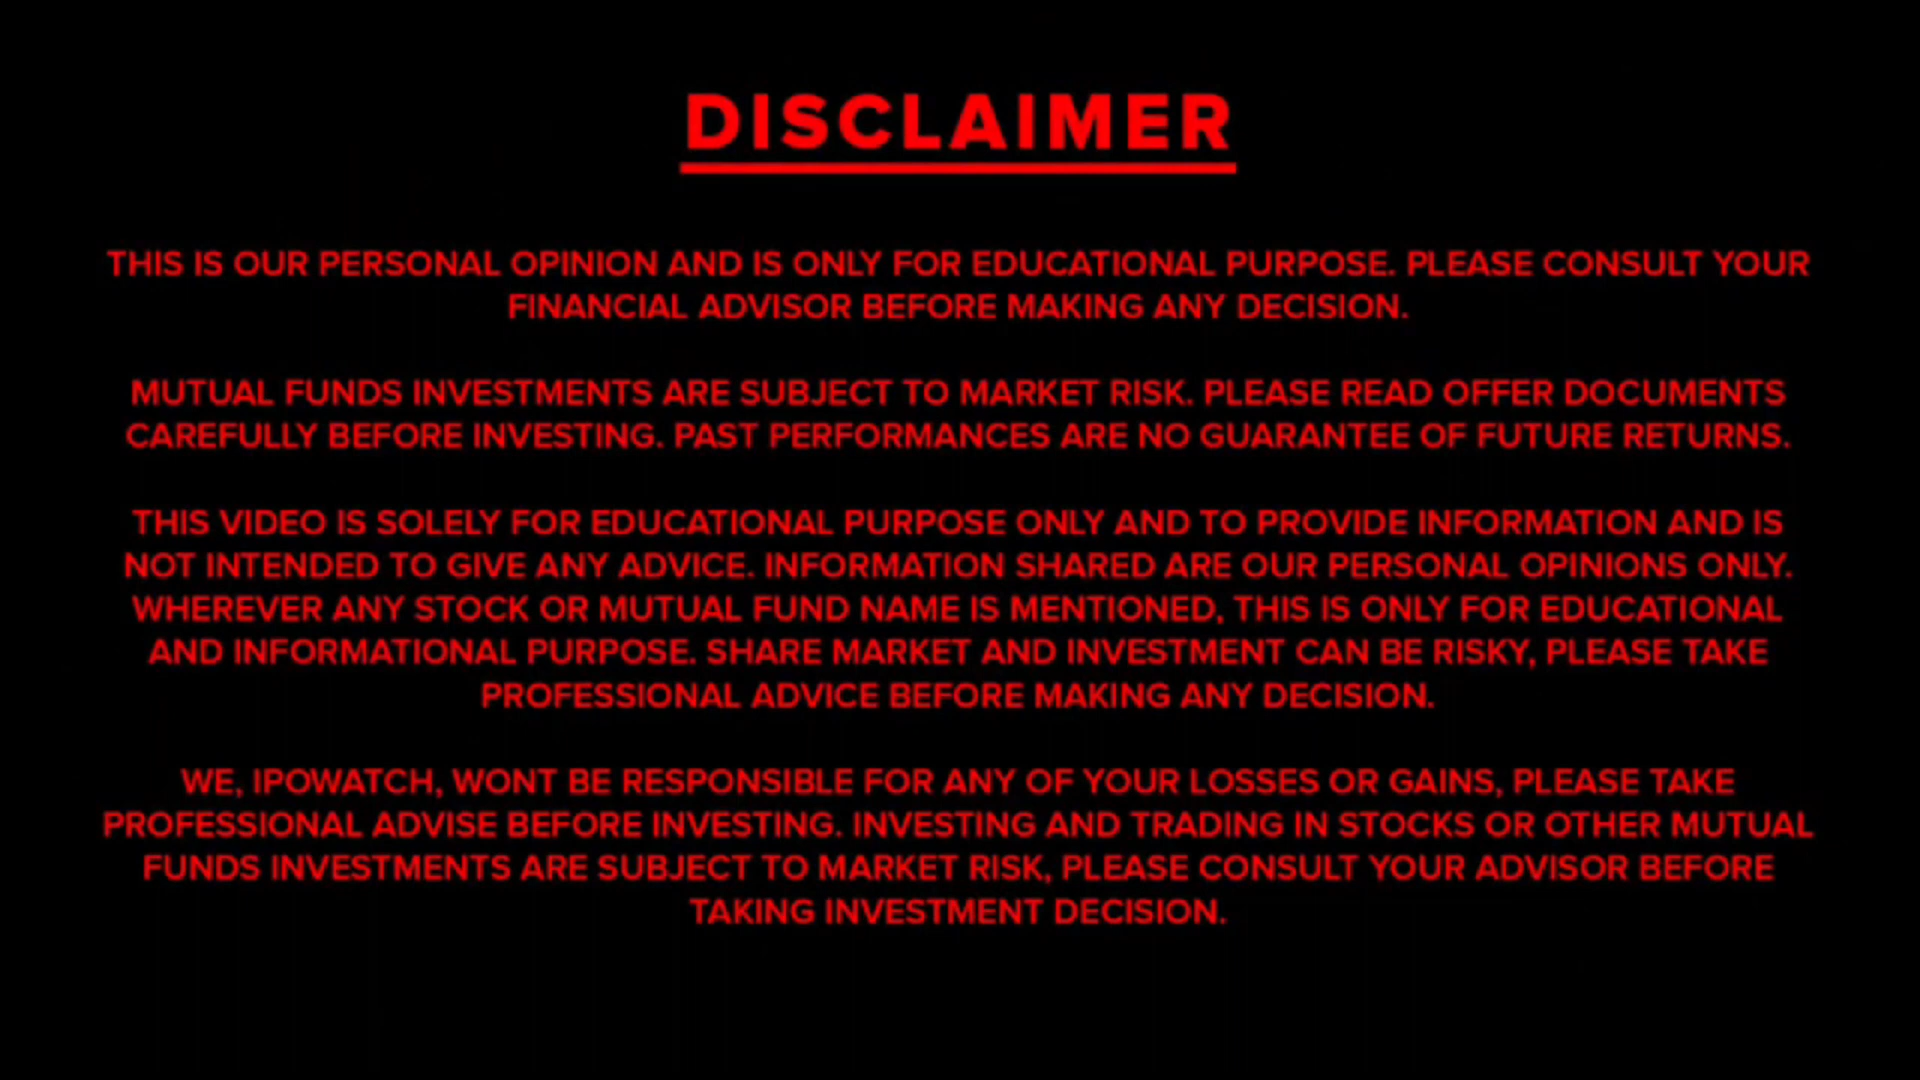 DISCLAIMER
THIS IS OUR PERSONAL OPINION AND IS ONLY FOR EDUCATIONAL PURPOSE. PLEASE CONSULT YOUR
FINANCIAL ADVISOR BEFORE MAKING ANY DECISION.
MUTUAL FUNDS INVESTMENTS ARE SUBJECT TO MARKET RISK. PLEASE READ OFFER DOCUMENTS
CAREFULLY BEFORE INVESTING. PAST PERFORMANCES ARE NO GUARANTEE OF FUTURE RETURNS.
THIS VIDEO IS SOLELY FOR EDUCATIONAL PURPOSE ONLY AND TO PROVIDE INFORMATION AND IS
NOT INTENDED TO GIVE ANY ADVICE. INFORMATION SHARED ARE OUR PERSONAL OPINIONS ONLY.
WHEREVER ANY STOCK OR MUTUAL FUND NAME IS MENTIONED, THIS IS ONLY FOR EDUCATIONAL
AND INFORMATIONAL PURPOSE. SHARE MARKET AND INVESTMENT CAN BE RISKY, PLEASE TAKE
PROFESSIONAL ADVICE BEFORE MAKING ANY DECISION.
WE, IPOWATCH, WONT BE RESPONSIBLE FOR ANY OF YOUR LOSSES OR GAINS, PLEASE TAKE
PROFESSIONAL ADVISE BEFORE INVESTING. INVESTING AND TRADING IN STOCKS OR OTHER MUTUAL
FUNDS INVESTMENTS ARE SUBJECT TO MARKET RISK, PLEASE CONSULT YOUR ADVISOR BEFORE
TAKING INVESTMENT DECISION.